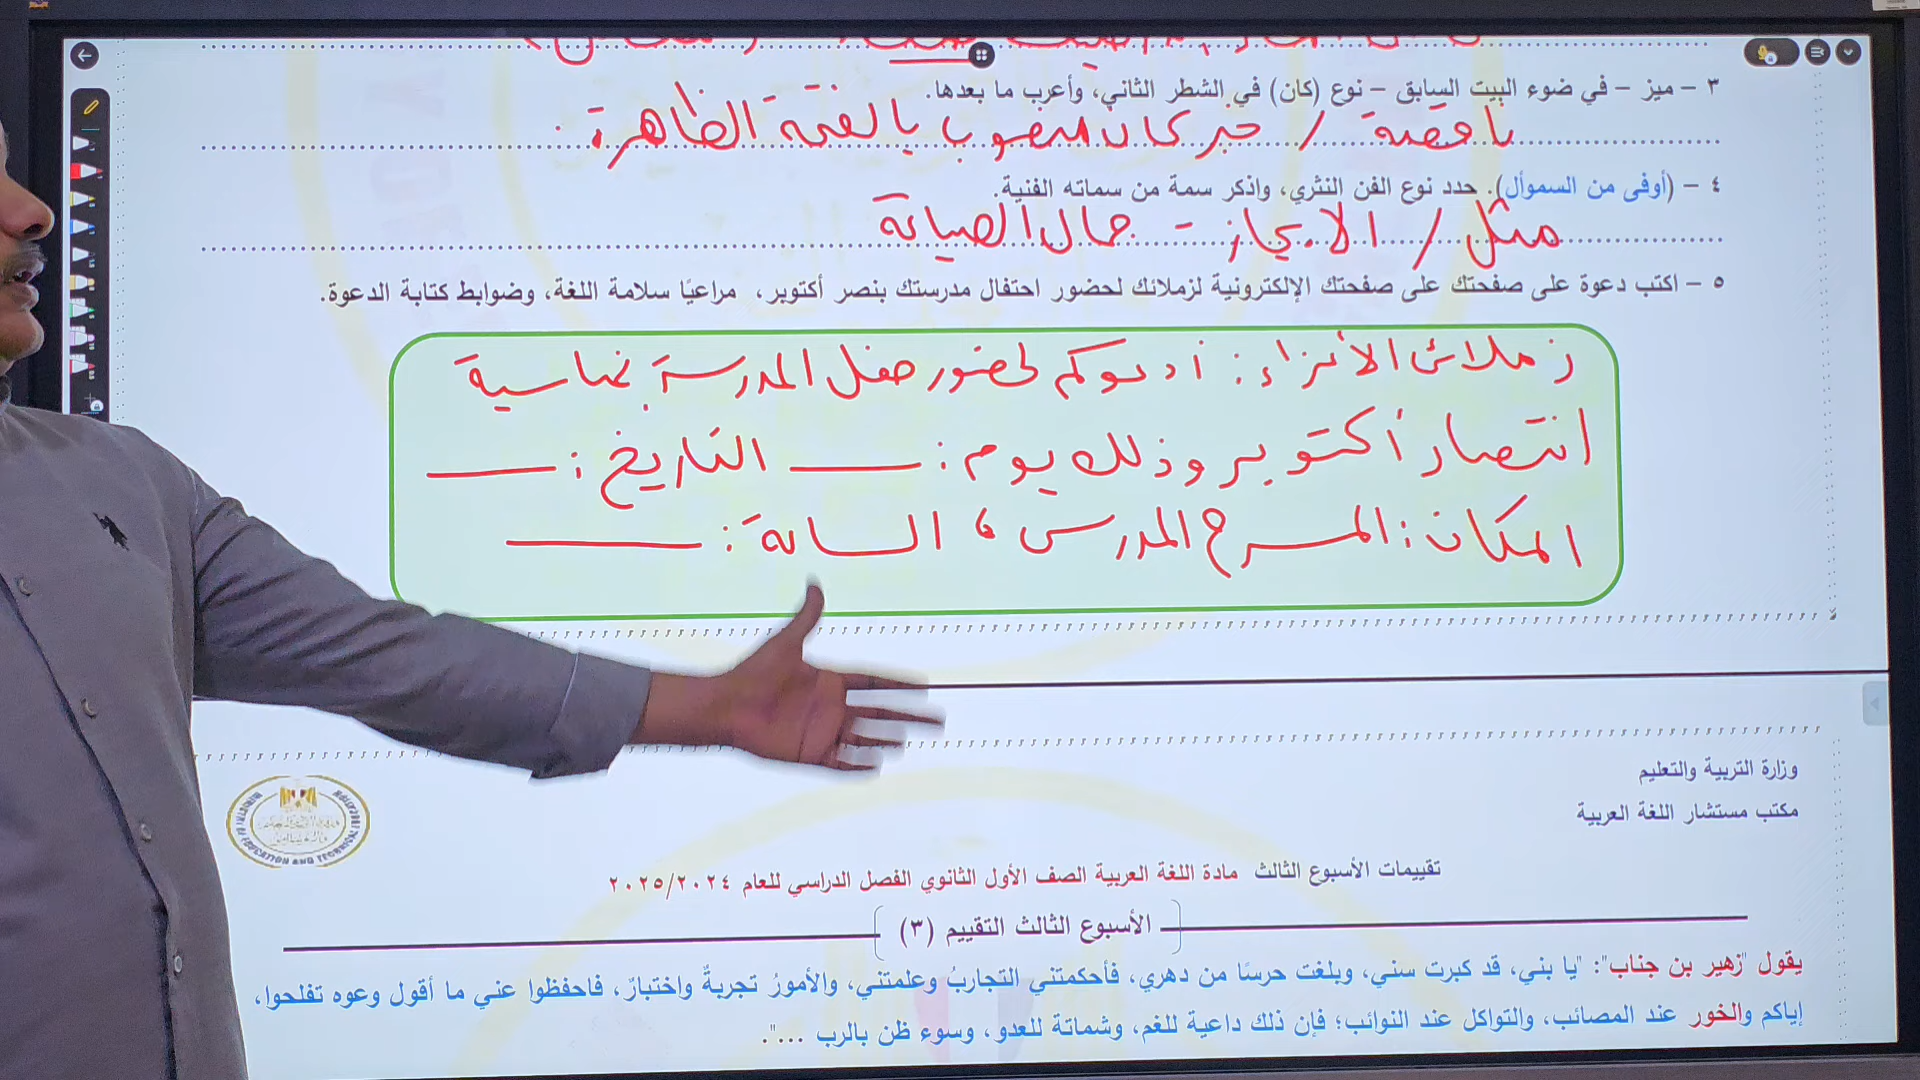 ٣ - ميز - في ضوء البيت السابق - نوع (كان) في الشطر الثاني، وأعرب ما بعدها.
ناقصة / خبر كان منصوب بالفتحة الظاهرة.
٤ - (أوفى من السموأل). حدد نوع الفن النثري، واذكر سمة من سماته الفنية.
مثل / الايجاز - جمال الصياغة
٥ - اكتب دعوة على صفحتك على صفحتك الإلكترونية لزملائك لحضور احتفال مدرستك بنصر أكتوبر، مراعيًا سلامة اللغة، وضوابط كتابة الدعوة.
زملائى الأعزاء: أدعوكم لحضور حفل المدرسة بمناسبة
انتصار أكتوبر وذلك يوم: ـــــ التاريخ: ـــــ
المكان: المسرح المدرسى، الساعة: ـــــ
وزارة التربية والتعليم
مكتب مستشار اللغة العربية
تقييمات الأسبوع الثالث مادة اللغة العربية الصف الأول الثانوي الفصل الدراسي للعام ٢٠٢٥/٢٠٢٤
الأسبوع الثالث التقييم (٣)
يقول "زهير بن جناب": "يا بني، قد كبرت سني، وبلغت حرسًا من دهري، فأحكمتني التجاربُ وعلمتني، والأمورُ تجربةٌ واختبارٌ، فاحفظوا عني ما أقول وعوه تفلحوا،
إياكم والخور عند المصائب، والتواكل عند النوائب؛ فإن ذلك داعية للغم، وشماتة للعدو، وسوء ظن بالرب ...".